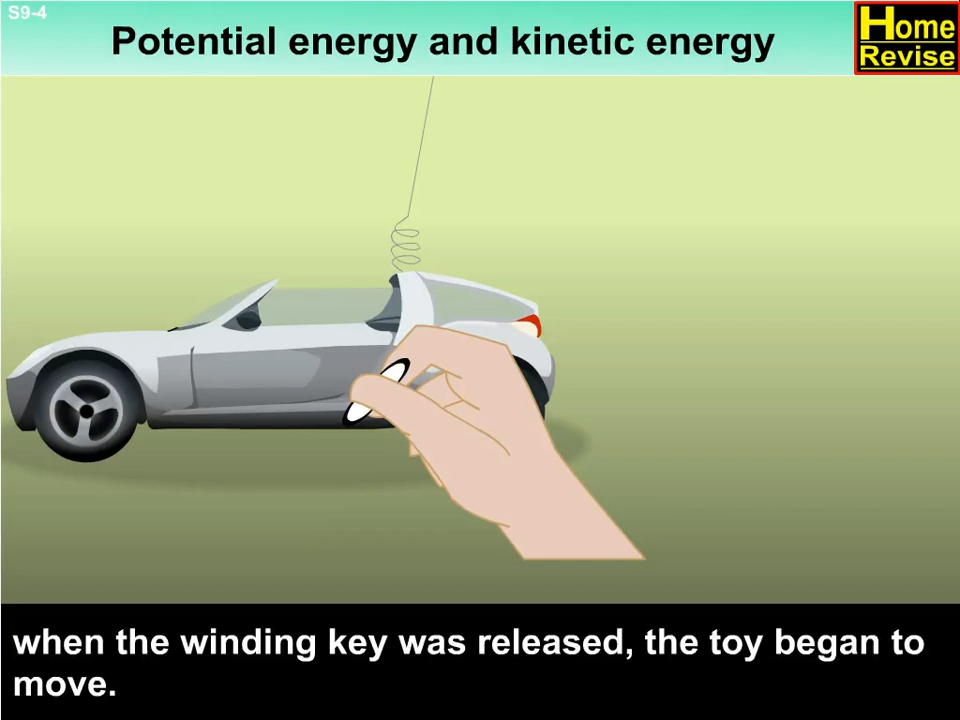 S9-4
Potential energy and kinetic energy
Home
Revise
when the winding key was released, the toy began to
move.